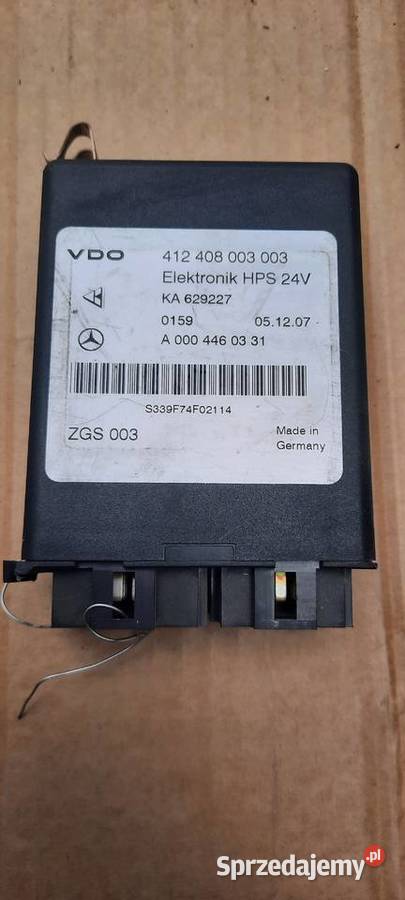 VDO 412 408 003 003
Elektronik HPS 24V
KA 629227
0159 05.12.07
A 000 446 03 31
S339F74F02114
ZGS 003
Made in
Germany
Sprzedajemy.pl